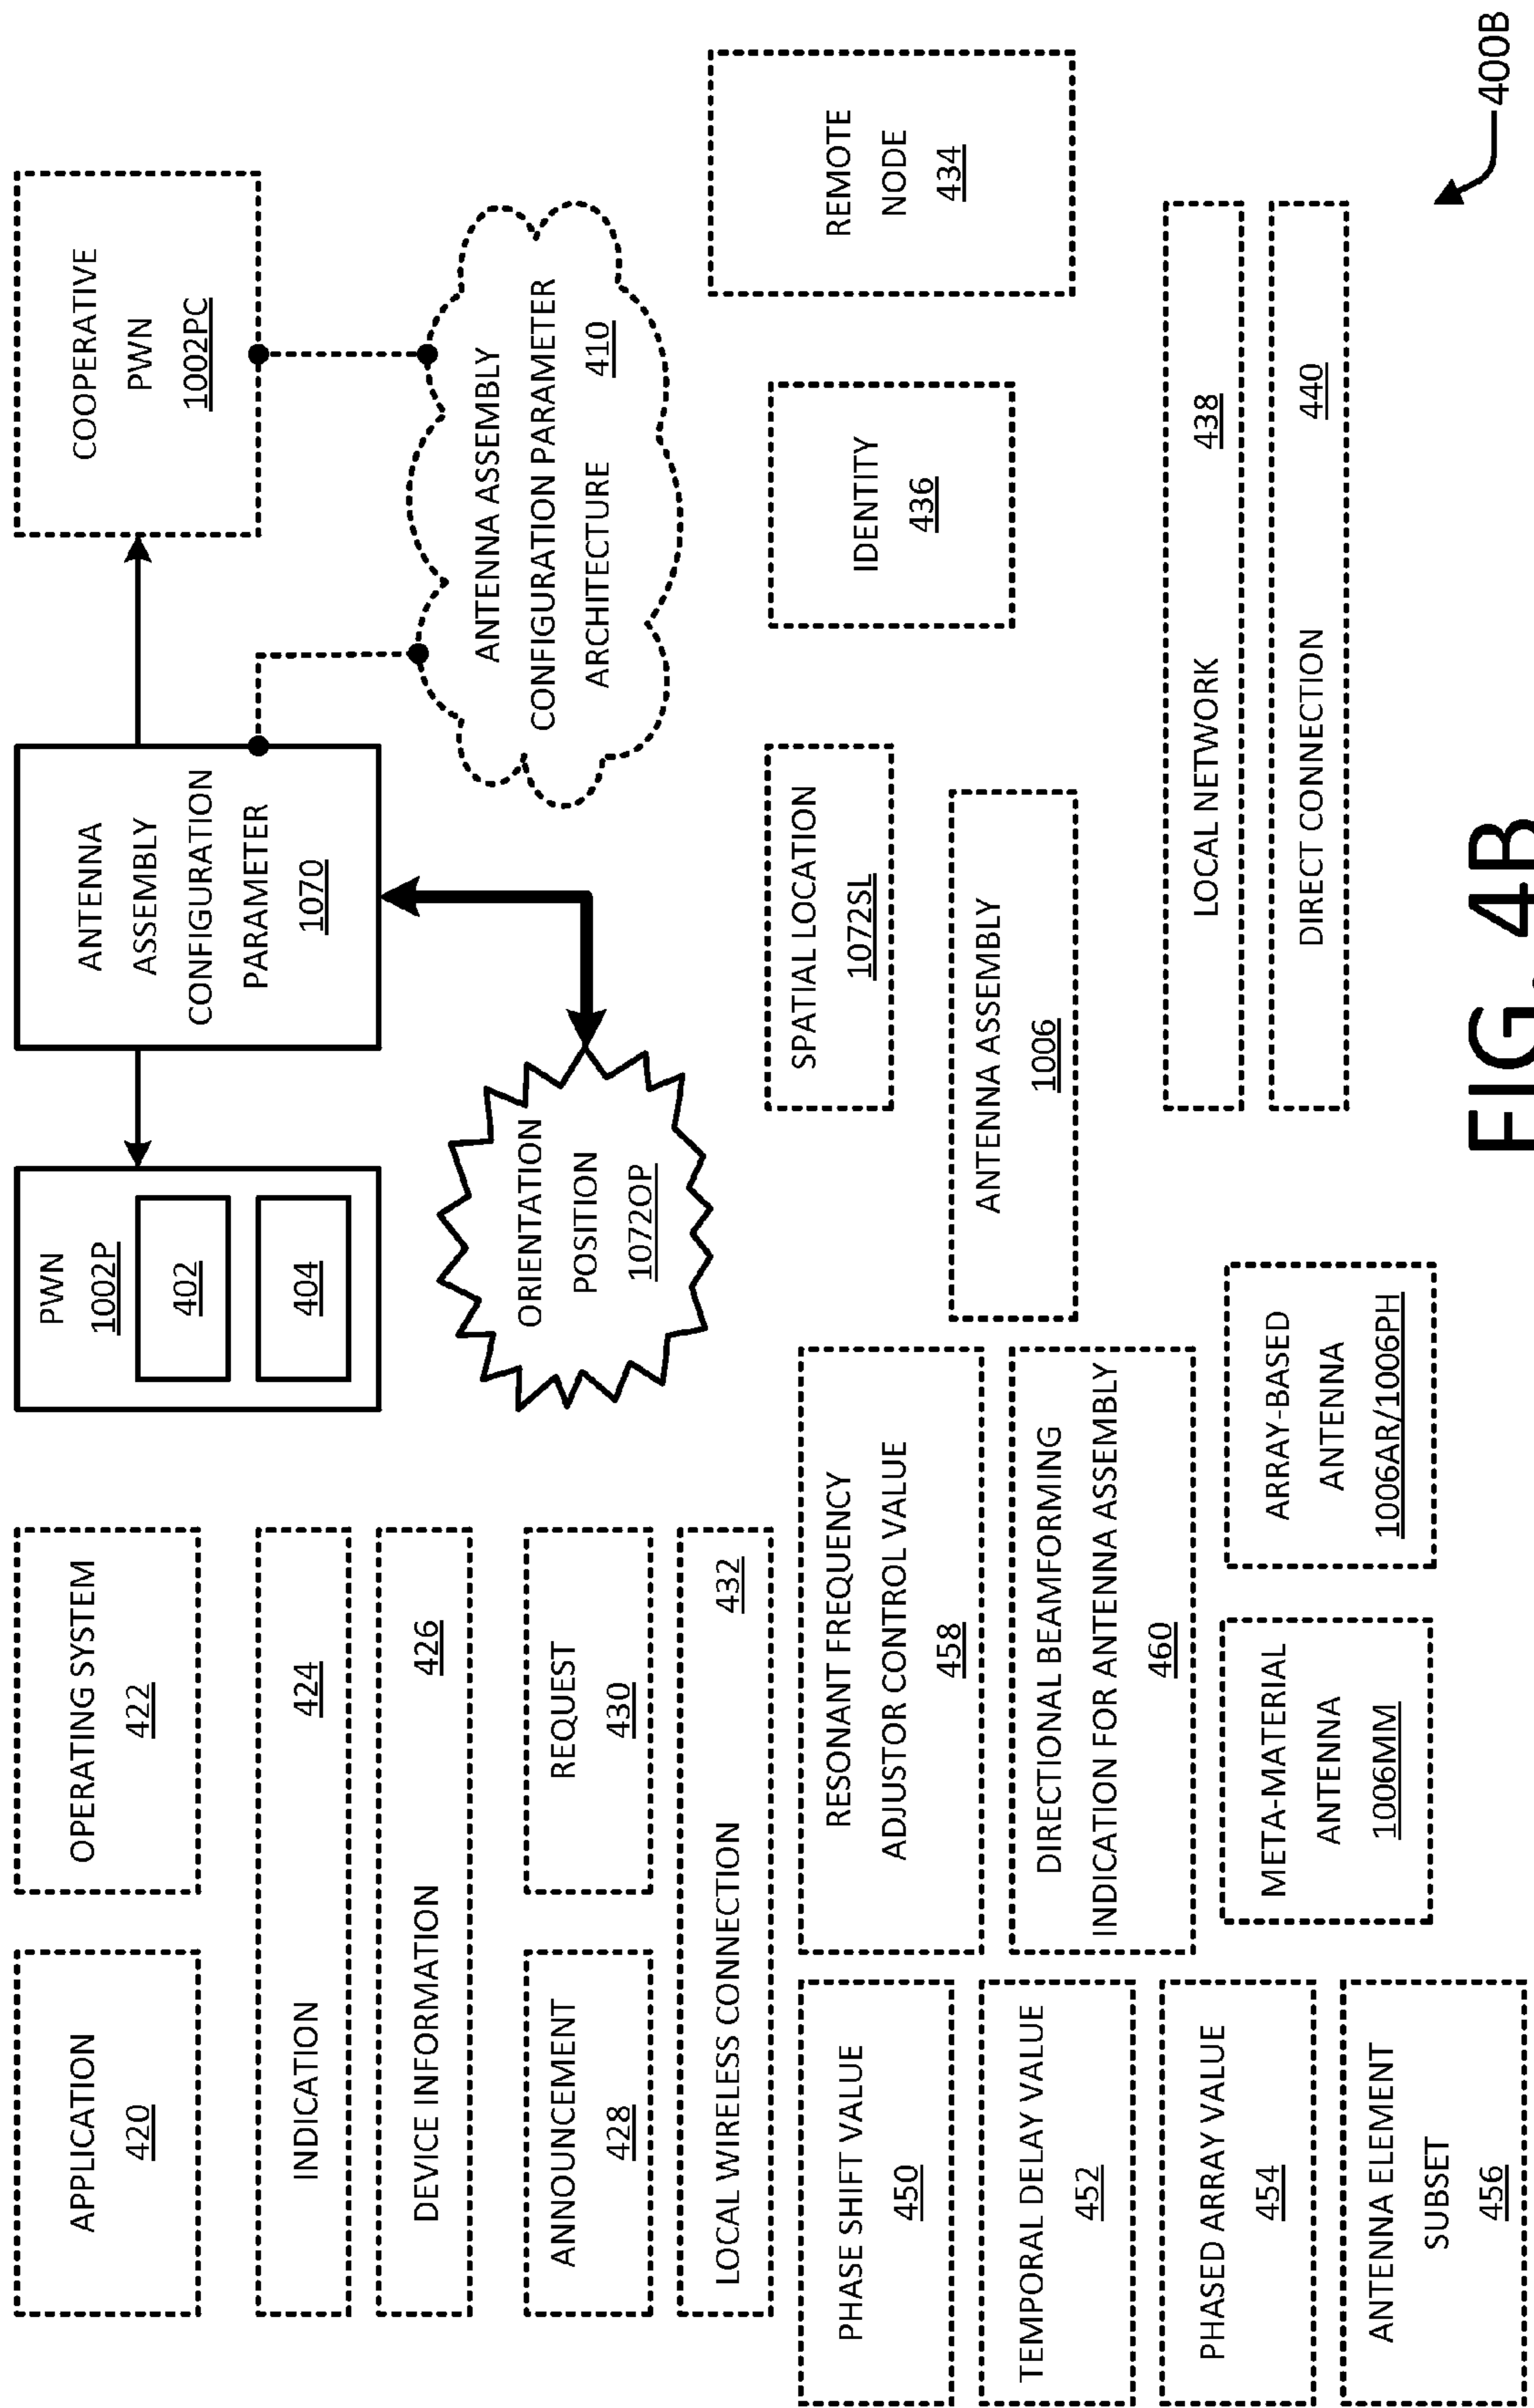 APPLICATION
420
OPERATING SYSTEM
422
INDICATION
424
DEVICE INFORMATION
426
ANNOUNCEMENT
428
REQUEST
430
LOCAL WIRELESS CONNECTION
432
PWN
1002P
402
404
ANTENNA
ASSEMBLY
CONFIGURATION
PARAMETER
1070
COOPERATIVE
PWN
1002PC
ORIENTATION
POSITION
1072OP
ANTENNA ASSEMBLY
CONFIGURATION PARAMETER
ARCHITECTURE
410
PHASE SHIFT VALUE
450
TEMPORAL DELAY VALUE
452
PHASED ARRAY VALUE
454
ANTENNA ELEMENT
SUBSET
456
RESONANT FREQUENCY
ADJUSTOR CONTROL VALUE
458
DIRECTIONAL BEAMFORMING
INDICATION FOR ANTENNA ASSEMBLY
460
META-MATERIAL
ANTENNA
1006MM
ARRAY-BASED
ANTENNA
1006AR/1006PH
SPATIAL LOCATION
1072SL
ANTENNA ASSEMBLY
1006
IDENTITY
436
REMOTE
NODE
434
LOCAL NETWORK
438
DIRECT CONNECTION
440
400B
FIG. 4B